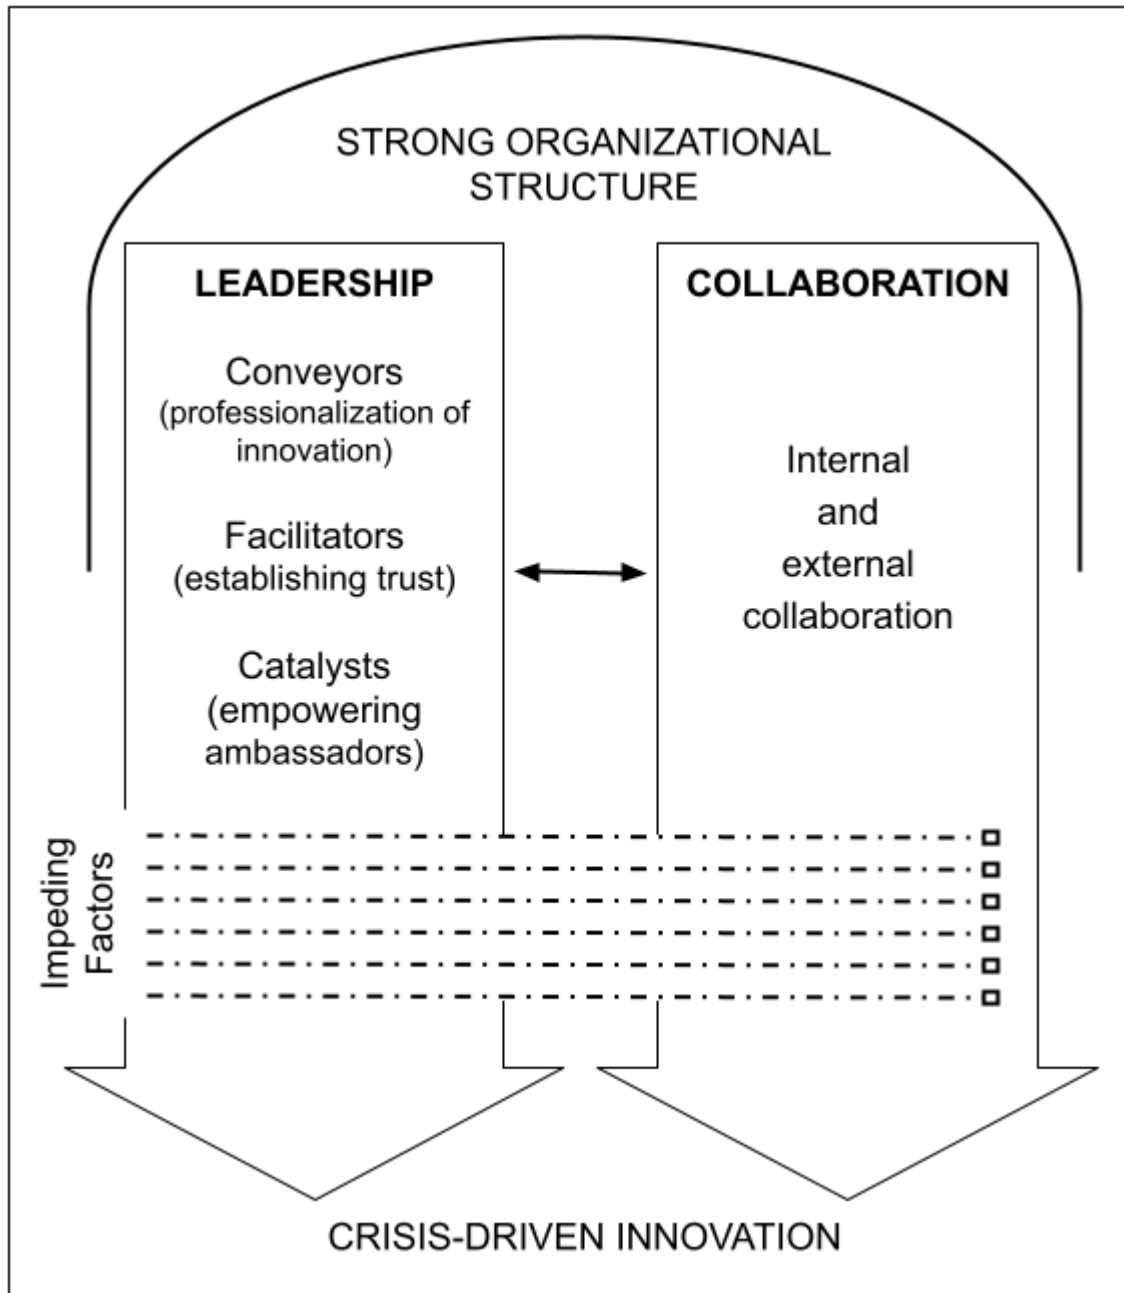 STRONG ORGANIZATIONAL
STRUCTURE
LEADERSHIP
Conveyors
(professionalization of
innovation)
Facilitators
(establishing trust)
Catalysts
(empowering
ambassadors)
COLLABORATION
Internal
and
external
collaboration
Impeding
Factors
CRISIS-DRIVEN INNOVATION